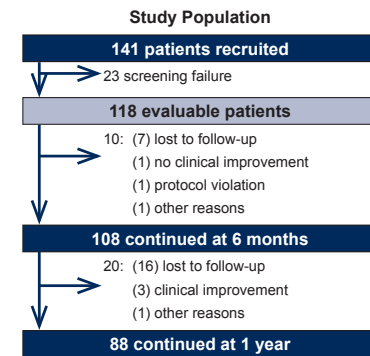 Study Population
141 patients recruited
23 screening failure
118 evaluable patients
10: (7) lost to follow-up
(1) no clinical improvement
(1) protocol violation
(1) other reasons
108 continued at 6 months
20: (16) lost to follow-up
(3) clinical improvement
(1) other reasons
88 continued at 1 year